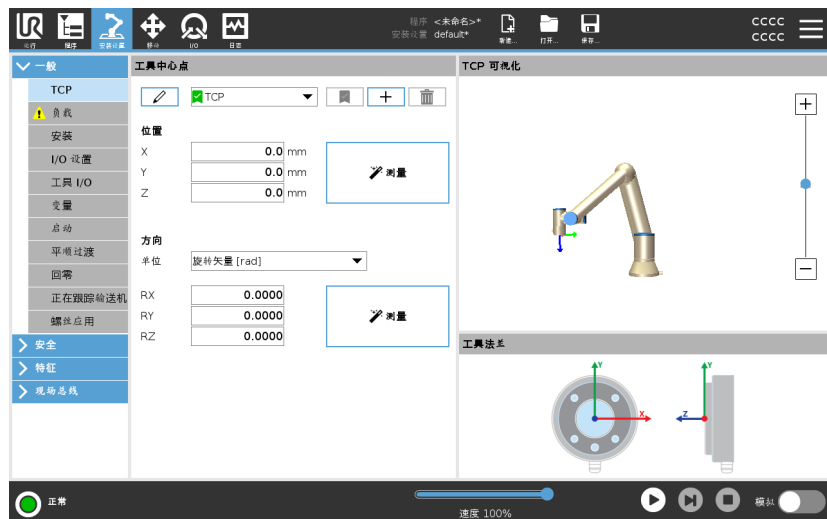 程序 <未命名>*
安装设置 default*
运行 程序 安装设置 移动 I/O 日志 新建... 打开... 保存...
CCCC
CCCC
一般
TCP
负载
安装
I/O 设置
工具 I/O
变量
启动
平顺过渡
回零
正在跟踪输送机
螺丝应用
安全
特征
现场总线
工具中心点
TCP
位置
X 0.0 mm
Y 0.0 mm
Z 0.0 mm
测量
方向
单位 旋转矢量 [rad]
RX 0.0000
RY 0.0000
RZ 0.0000
测量
TCP 可视化
工具法兰
Y
X
Y
Z
正常
速度 100%
模拟